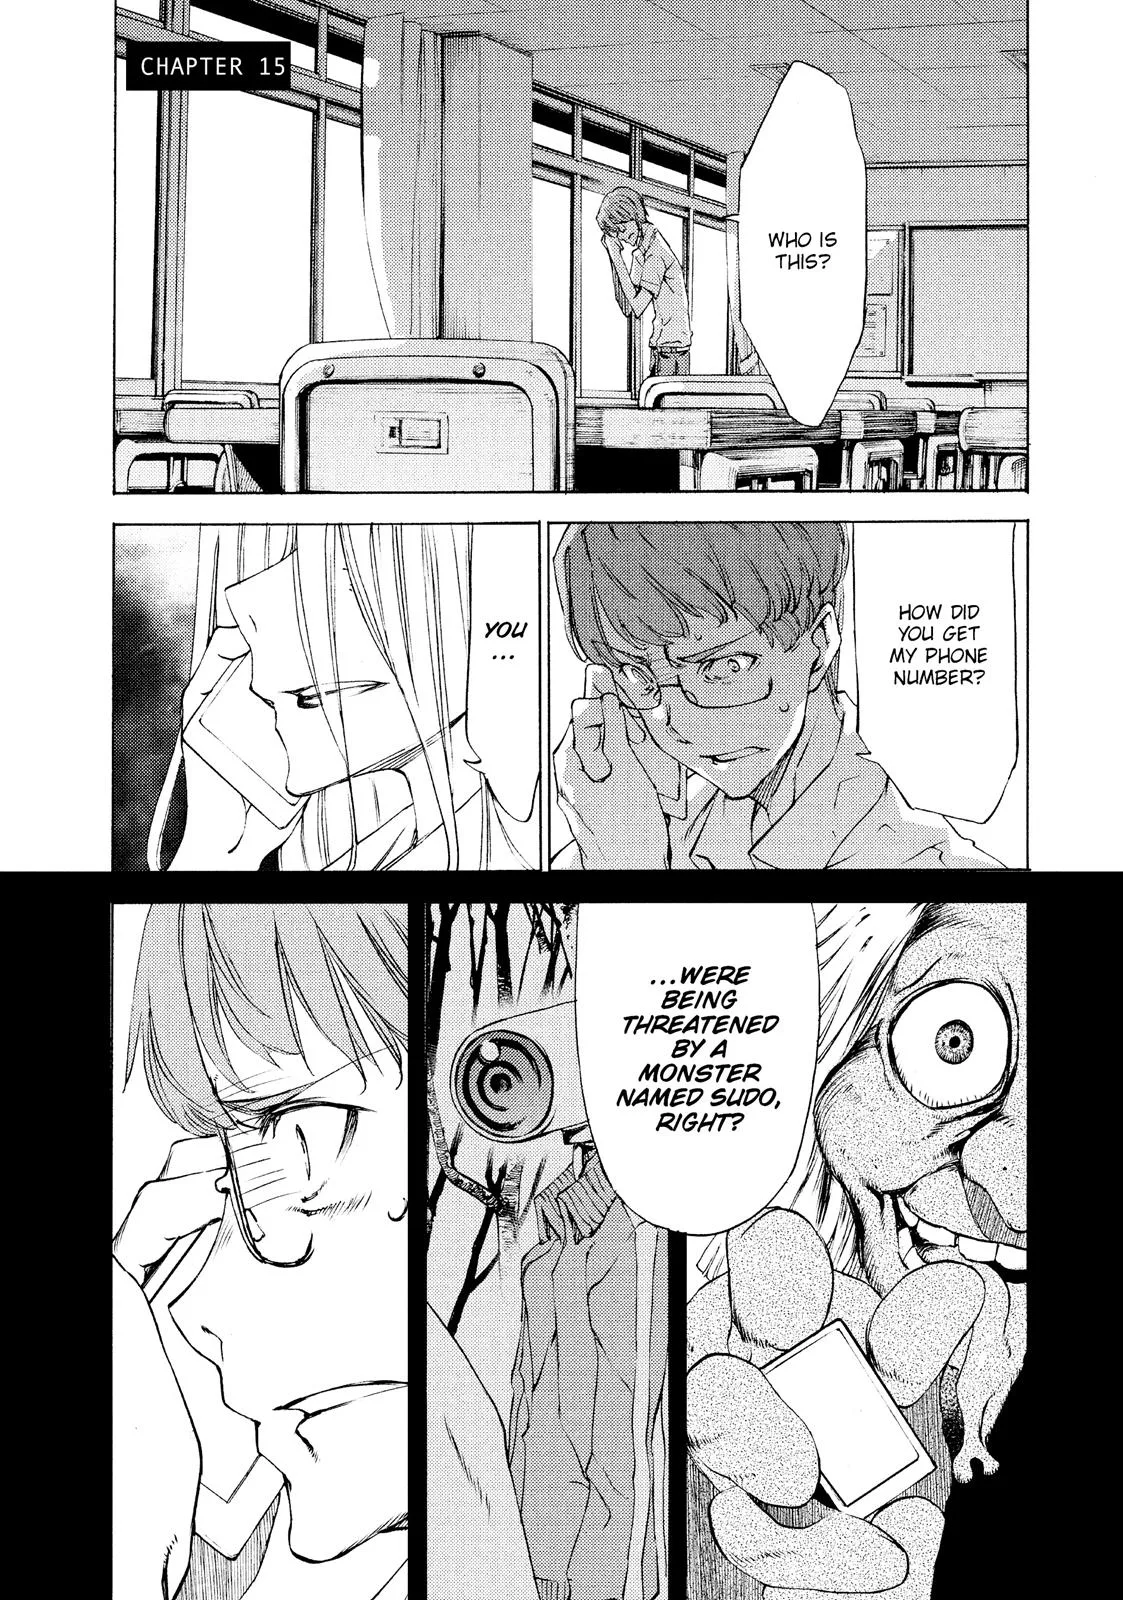 CHAPTER 15
WHO IS
THIS?
HOW DID
YOU GET
MY PHONE
NUMBER?
YOU
...
...WERE
BEING
THREATENED
BY A
MONSTER
NAMED SUDO,
RIGHT?